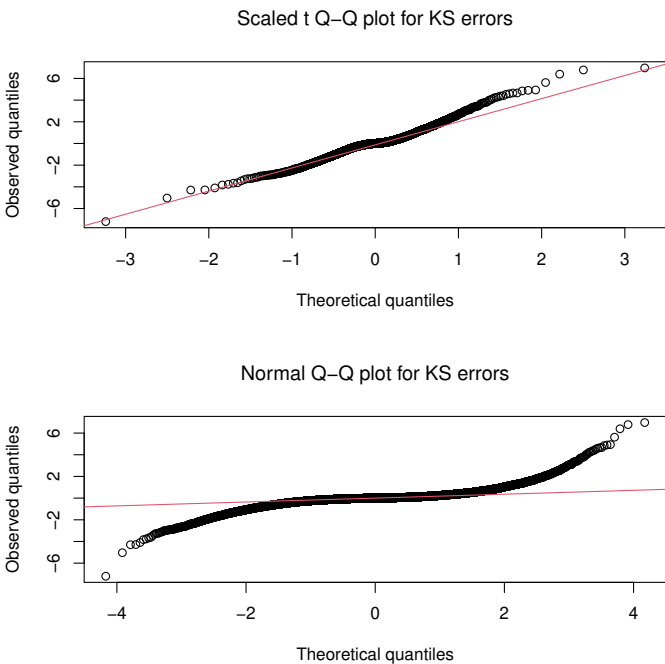 Scaled t Q−Q plot for KS errors
Observed quantiles
6
2
−2
−6
−3 −2 −1 0 1 2 3
Theoretical quantiles
Normal Q−Q plot for KS errors
Observed quantiles
6
2
−2
−6
−4 −2 0 2 4
Theoretical quantiles